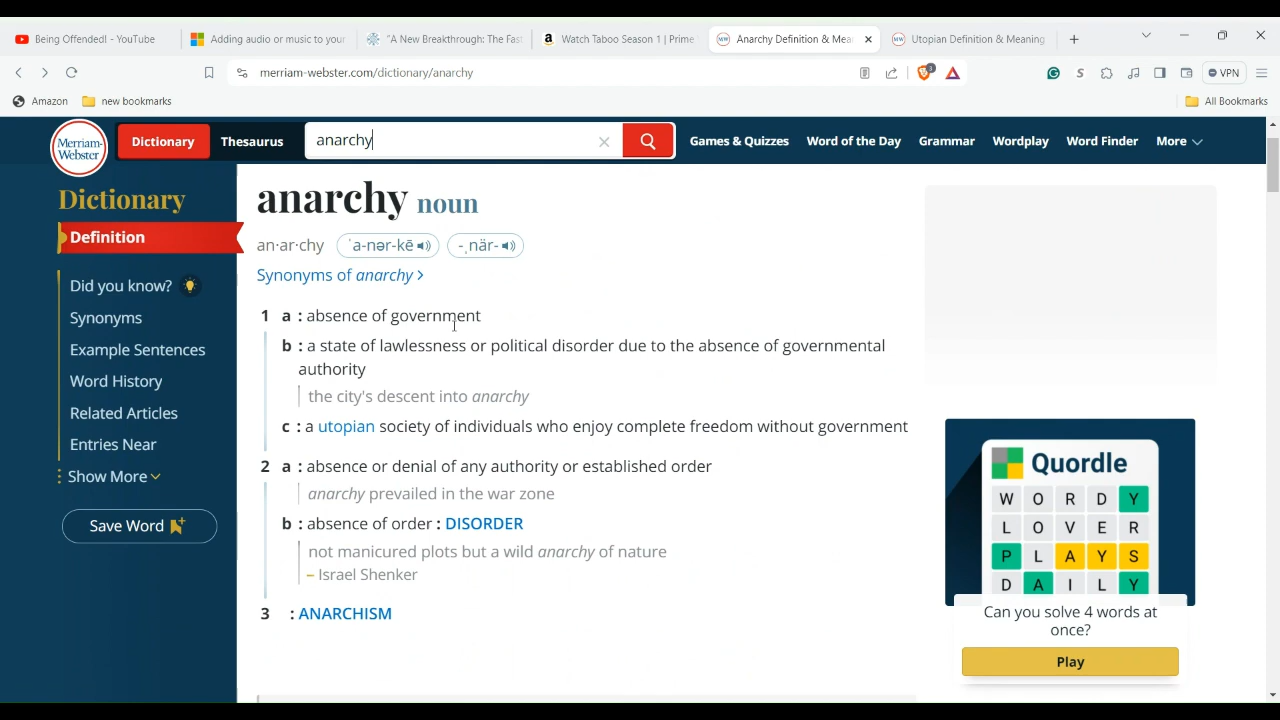 Being Offended! - YouTube
Adding audio or music to your
"A New Breakthrough: The Fast
Watch Taboo Season 1 | Prime
Anarchy Definition & Mea
Utopian Definition & Meaning
merriam-webster.com/dictionary/anarchy
3
VPN
Amazon
new bookmarks
All Bookmarks
Merriam-
Webster
Dictionary
Thesaurus
anarchy
Games & Quizzes
Word of the Day
Grammar
Wordplay
Word Finder
More
Dictionary
Definition
Did you know?
Synonyms
Example Sentences
Word History
Related Articles
Entries Near
Show More
Save Word
anarchy noun
an·ar·chy ˈa-nər-kē -ˌnär-
Synonyms of anarchy >
1 a : absence of government
b : a state of lawlessness or political disorder due to the absence of governmental
authority
the city's descent into anarchy
c : a utopian society of individuals who enjoy complete freedom without government
2 a : absence or denial of any authority or established order
anarchy prevailed in the war zone
b : absence of order : DISORDER
not manicured plots but a wild anarchy of nature
– Israel Shenker
3 : ANARCHISM
Quordle
W O R D Y
L O V E R
P L A Y S
D A I L Y
Can you solve 4 words at
once?
Play